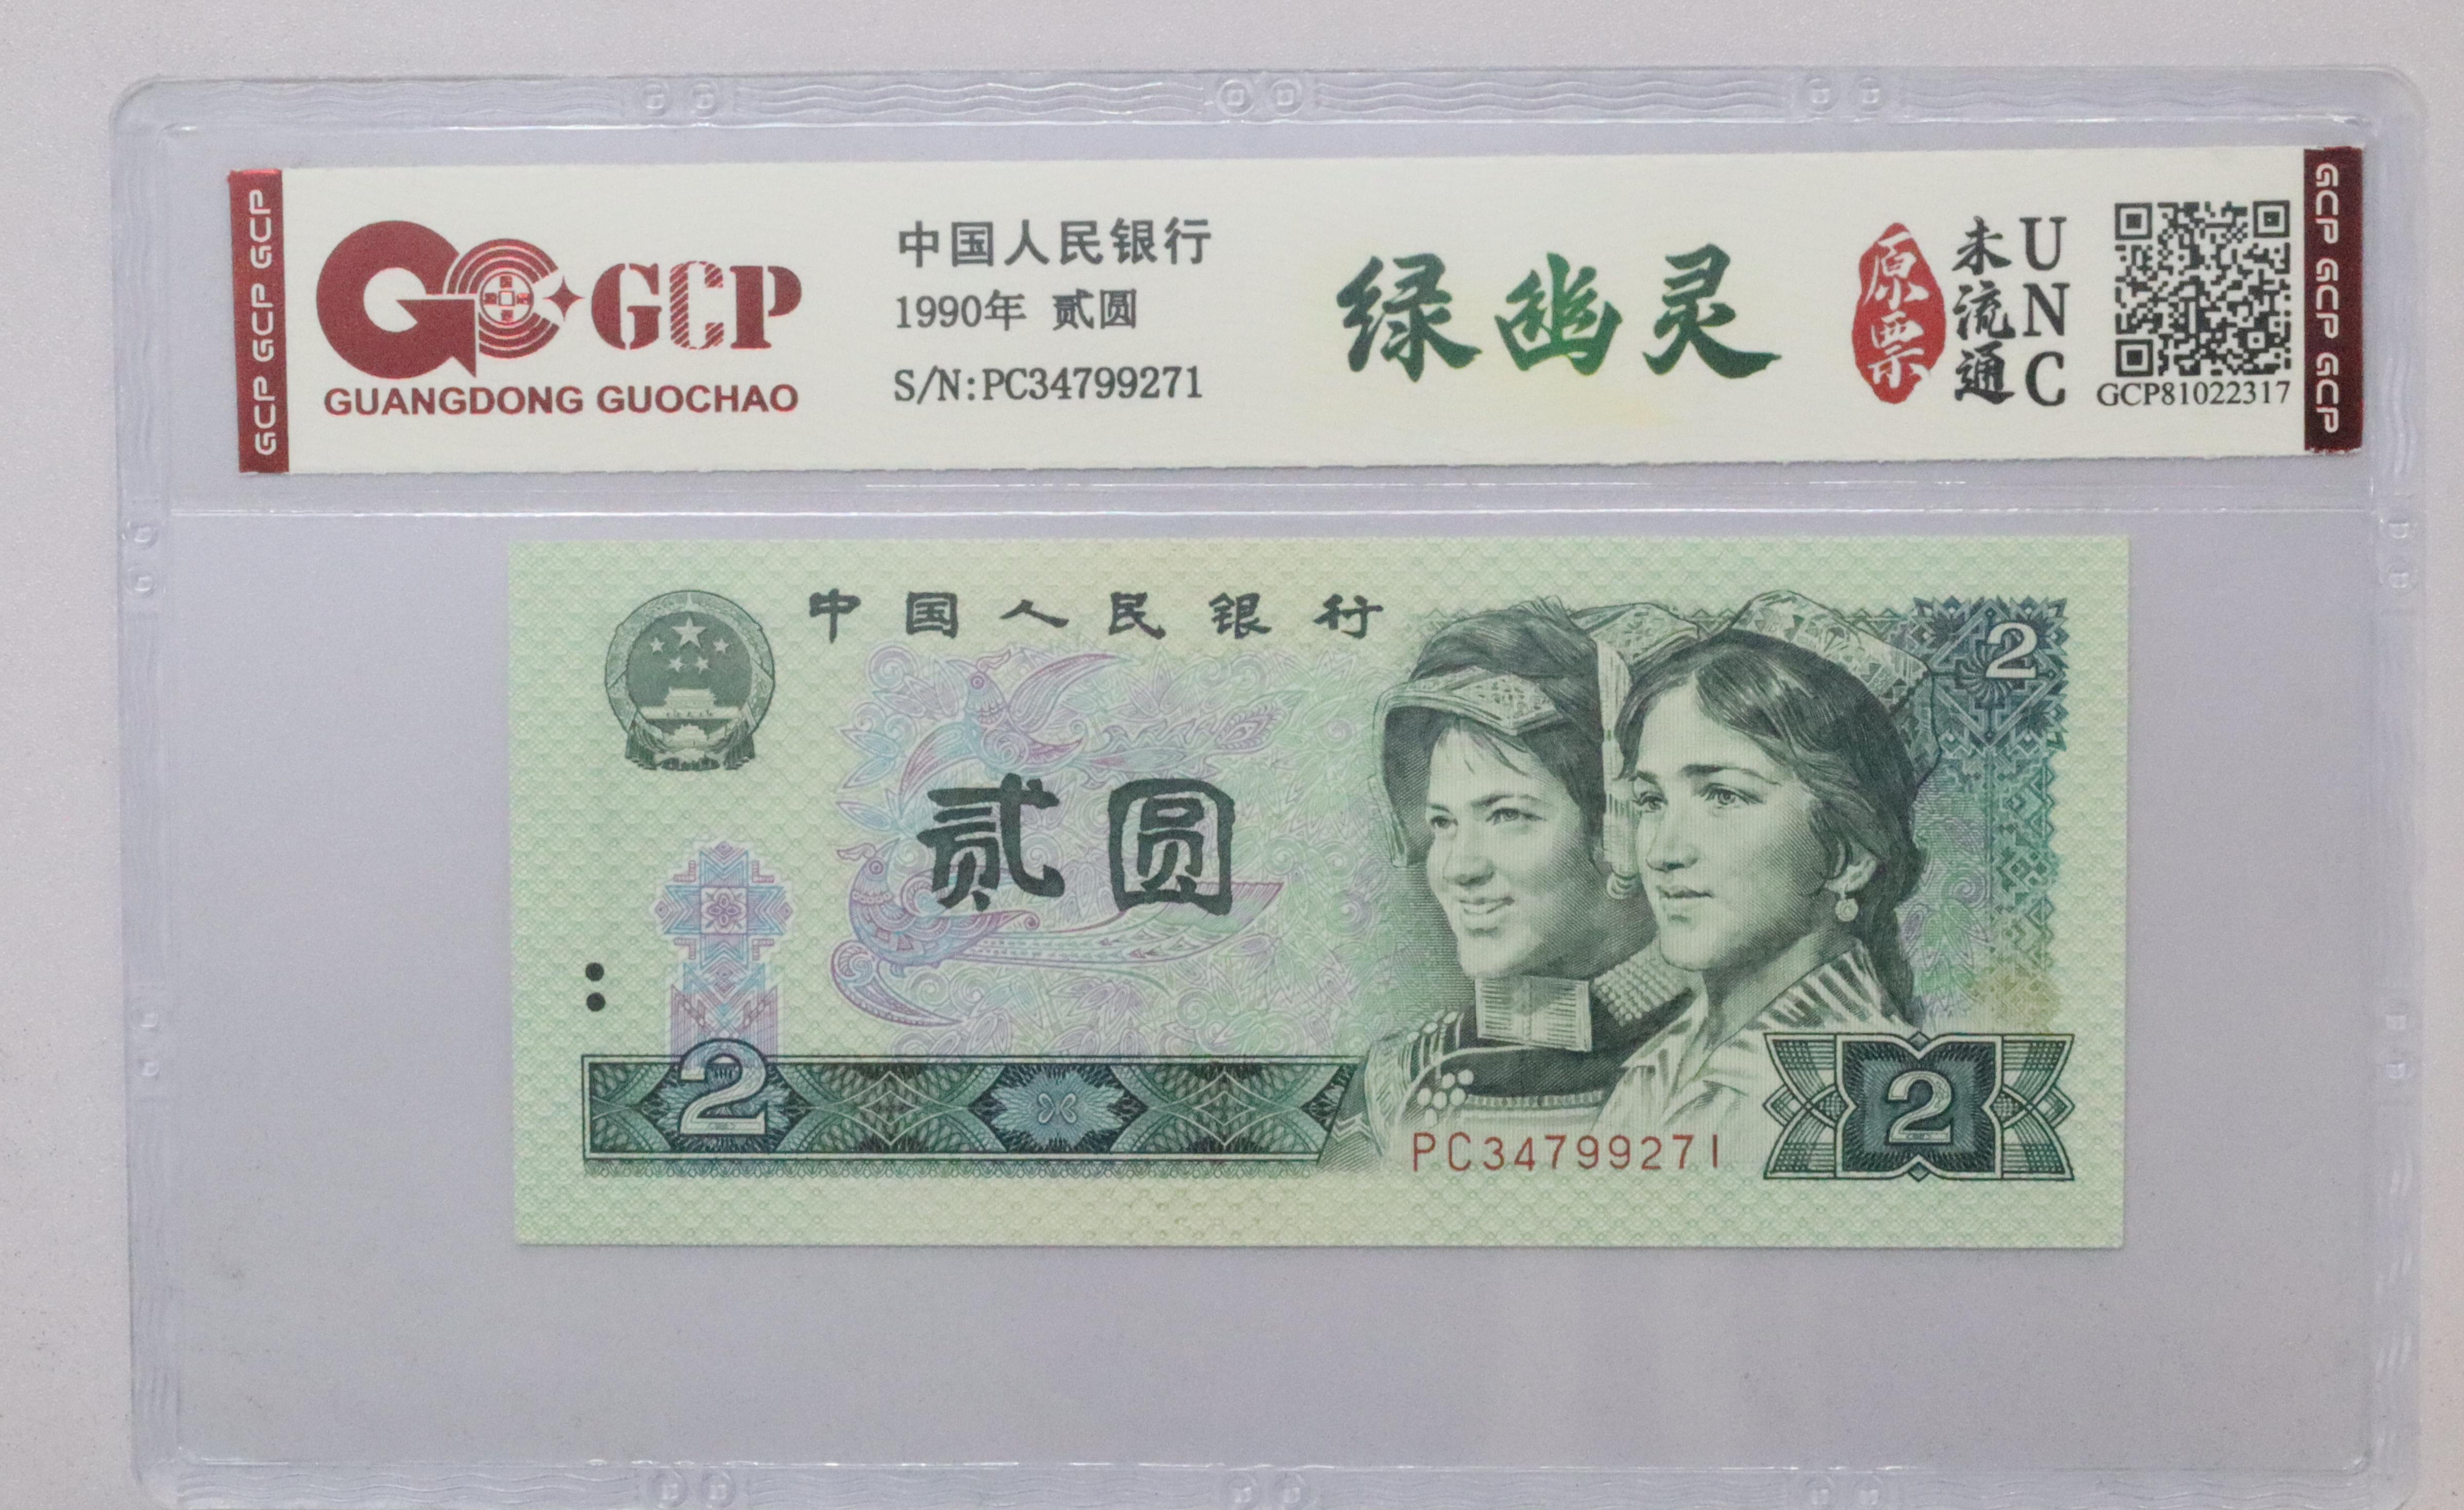 GCP GCP GCP
GCP
GUANGDONG GUOCHAO
中国人民银行
1990年 贰圆
S/N:PC34799271
绿幽灵
原票
未流通
UNC
GCP81022317
GCP GCP GCP
中国人民银行
2
贰圆
2
PC34799271
2